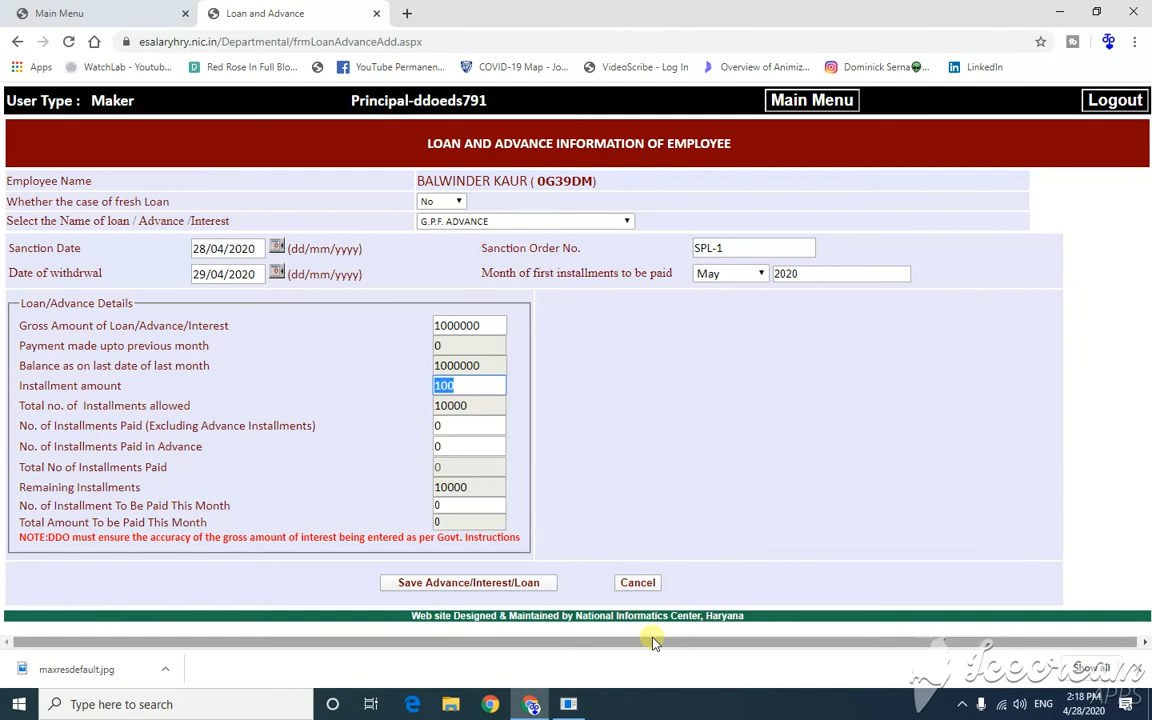 Main Menu
Loan and Advance
esalaryhry.nic.in/Departmental/frmLoanAdvanceAdd.aspx
Apps
WatchLab - Youtub...
Red Rose In Full Blo...
YouTube Permanen...
COVID-19 Map - Jo...
VideoScribe - Log In
Overview of Animiz...
Dominick Serna...
LinkedIn
User Type : Maker
Principal-ddoeds791
Main Menu
Logout
LOAN AND ADVANCE INFORMATION OF EMPLOYEE
Employee Name BALWINDER KAUR ( 0G39DM)
Whether the case of fresh Loan No
Select the Name of loan / Advance /Interest G.P.F. ADVANCE
Sanction Date 28/04/2020 (dd/mm/yyyy) Sanction Order No. SPL-1
Date of withdrwal 29/04/2020 (dd/mm/yyyy) Month of first installments to be paid May 2020
Loan/Advance Details
Gross Amount of Loan/Advance/Interest 1000000
Payment made upto previous month 0
Balance as on last date of last month 1000000
Installment amount 100
Total no. of Installments allowed 10000
No. of Installments Paid (Excluding Advance Installments) 0
No. of Installments Paid in Advance 0
Total No of Installments Paid 0
Remaining Installments 10000
No. of Installment To Be Paid This Month 0
Total Amount To be Paid This Month 0
NOTE:DDO must ensure the accuracy of the gross amount of interest being entered as per Govt. Instructions
Save Advance/Interest/Loan
Cancel
Web site Designed & Maintained by National Informatics Center, Haryana
maxresdefault.jpg
Show all
Icecream
APPS
Type here to search
ENG
2:18 PM
4/28/2020